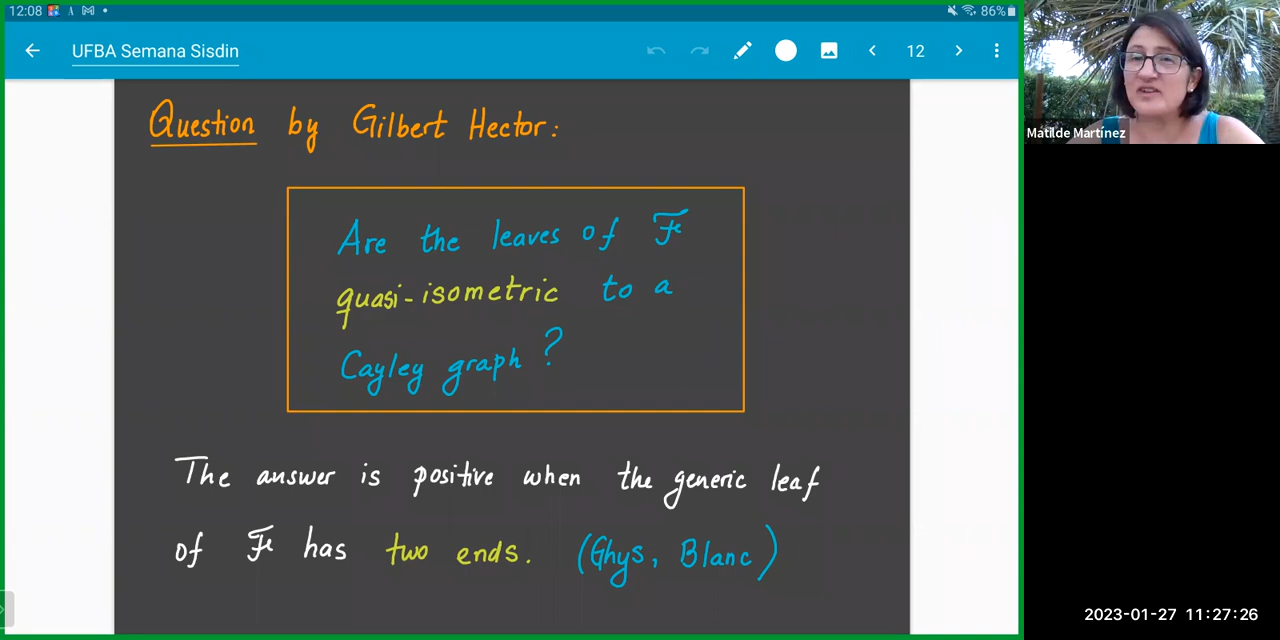 12:08
86%
UFBA Semana Sisdin
12
Question by Gilbert Hector:
Are the leaves of F
quasi-isometric to a
Cayley graph?
The answer is positive when the generic leaf
of F has two ends. (Ghys, Blanc)
Matilde Martínez
2023-01-27 11:27:26